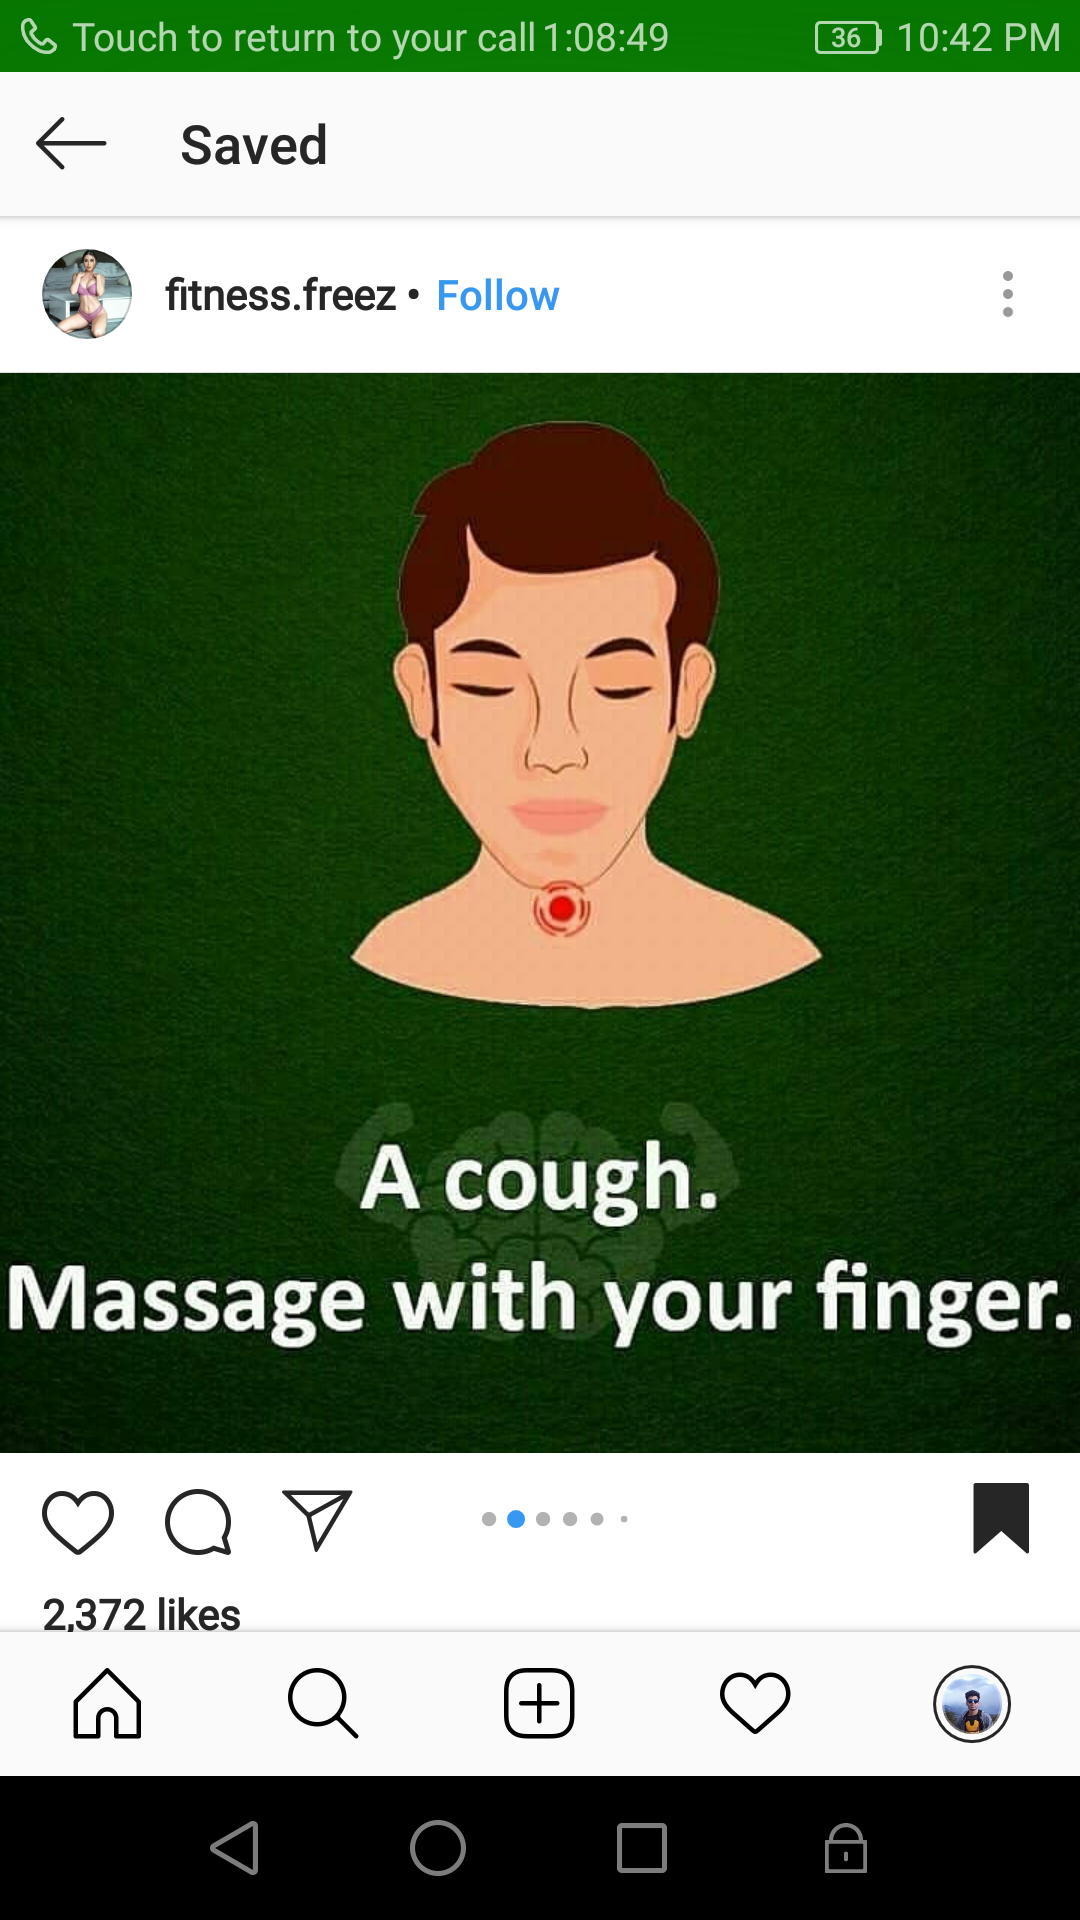 Touch to return to your call 1:08:49 36 10:42 PM
Saved
fitness.freez • Follow
A cough.
Massage with your finger.
2,372 likes